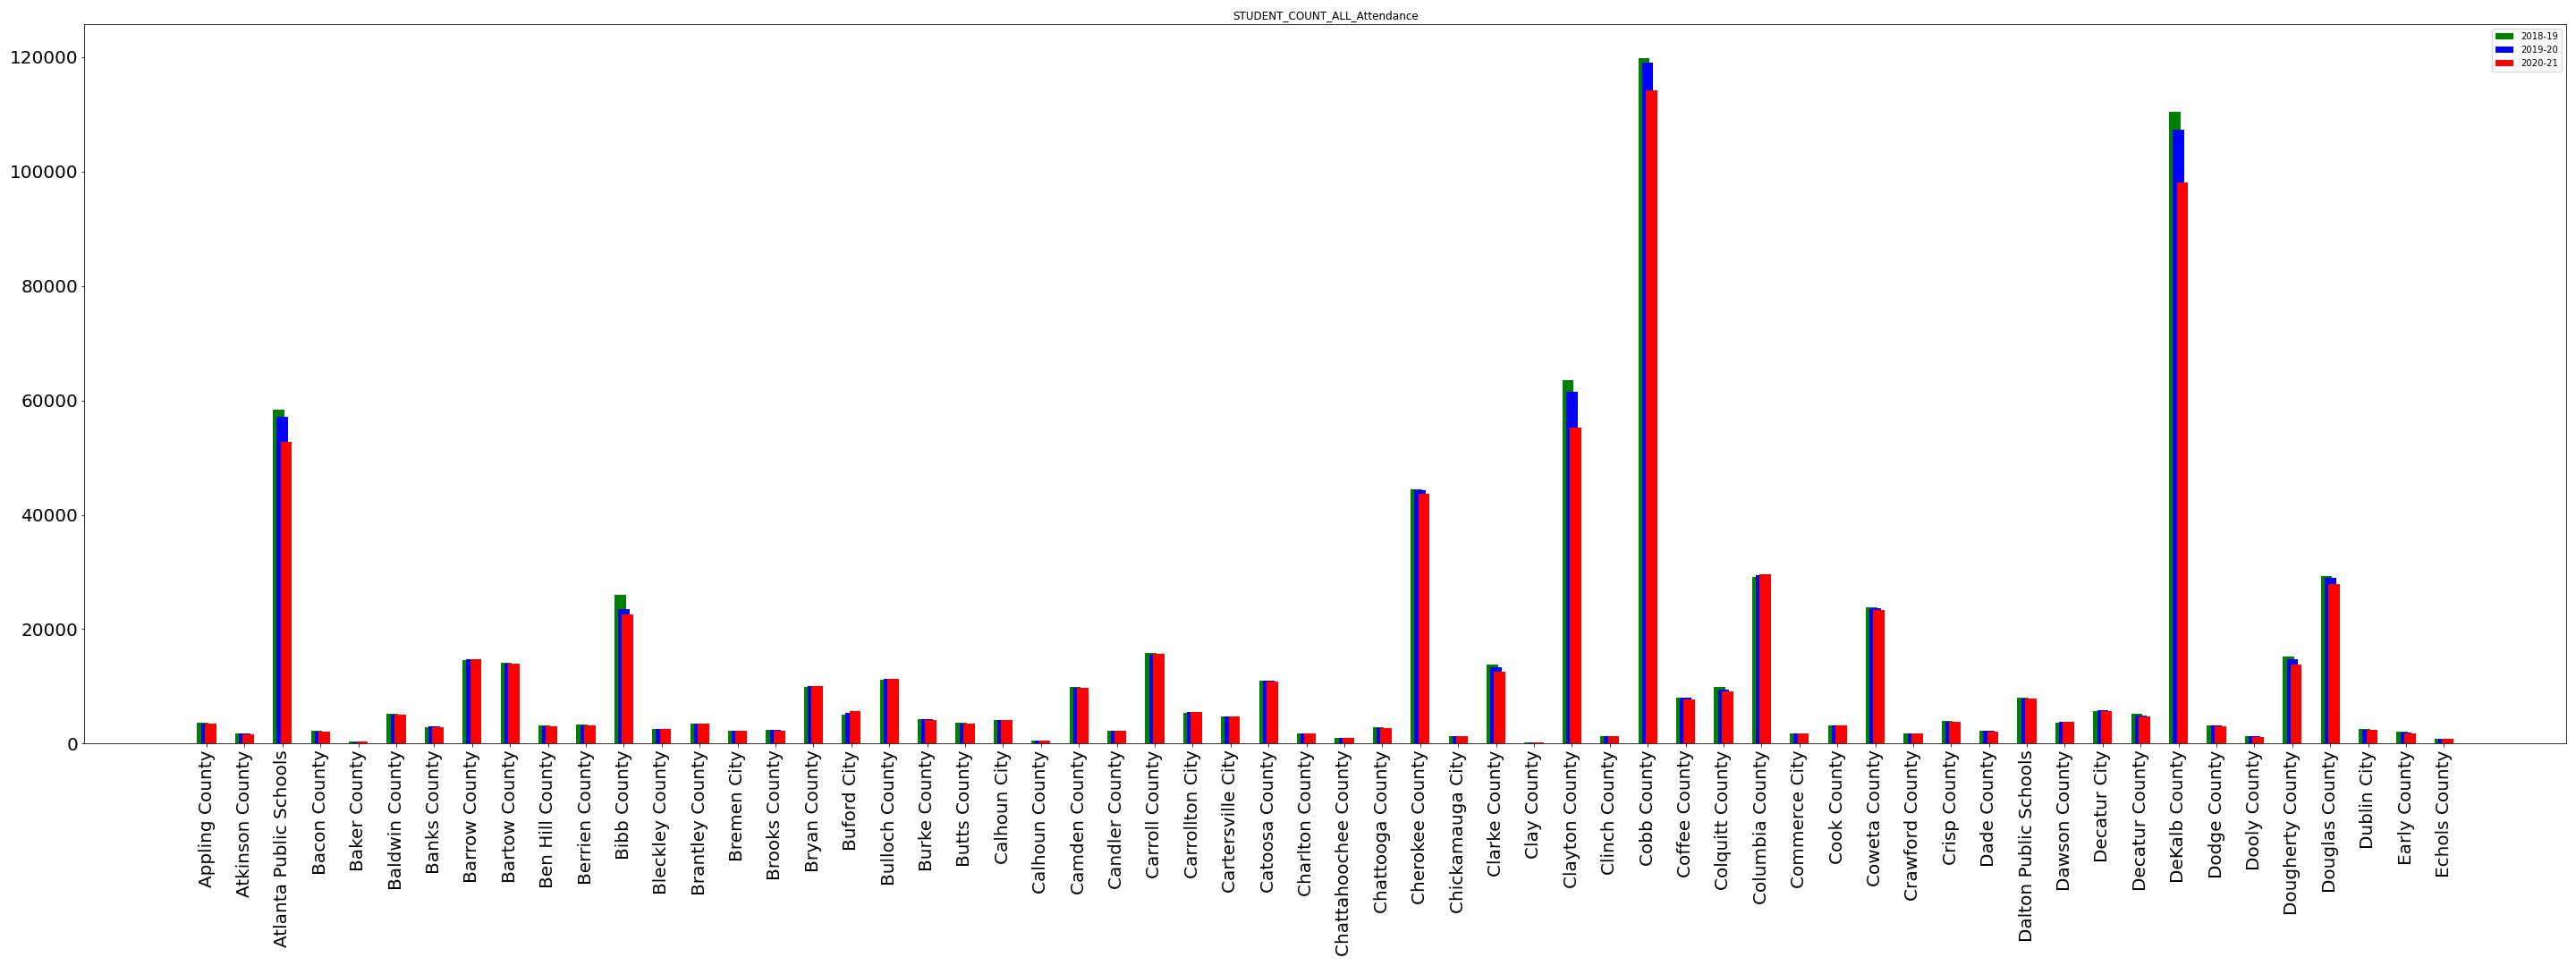 STUDENT_COUNT_ALL_Attendance
2018-19
2019-20
2020-21
120000
100000
80000
60000
40000
20000
0
Appling County
Atkinson County
Atlanta Public Schools
Bacon County
Baker County
Baldwin County
Banks County
Barrow County
Bartow County
Ben Hill County
Berrien County
Bibb County
Bleckley County
Brantley County
Bremen City
Brooks County
Bryan County
Buford City
Bulloch County
Burke County
Butts County
Calhoun City
Calhoun County
Camden County
Candler County
Carroll County
Carrollton City
Cartersville City
Catoosa County
Charlton County
Chattahoochee County
Chattooga County
Cherokee County
Chickamauga City
Clarke County
Clay County
Clayton County
Clinch County
Cobb County
Coffee County
Colquitt County
Columbia County
Commerce City
Cook County
Coweta County
Crawford County
Crisp County
Dade County
Dalton Public Schools
Dawson County
Decatur City
Decatur County
DeKalb County
Dodge County
Dooly County
Dougherty County
Douglas County
Dublin City
Early County
Echols County